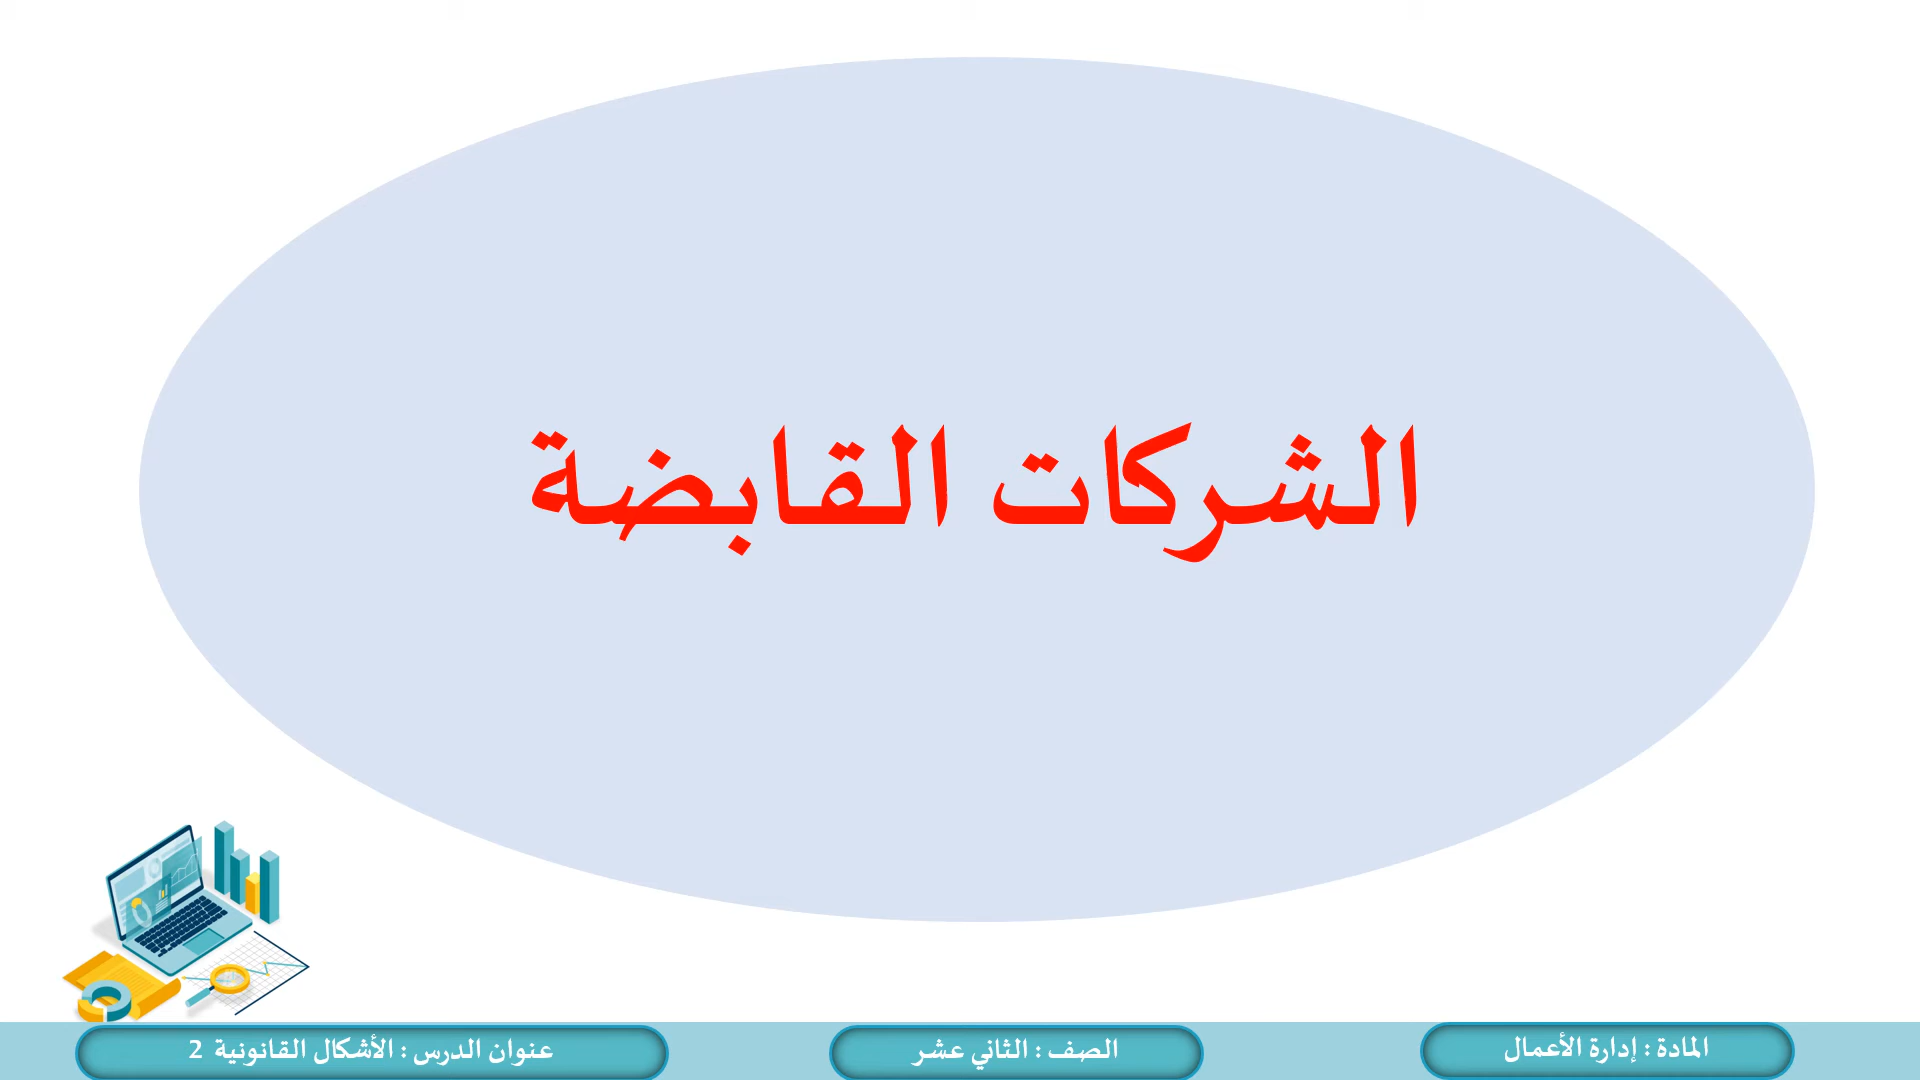 الشركات القابضة
المادة : إدارة الأعمال
الصف : الثاني عشر
عنوان الدرس : الأشكال القانونية 2